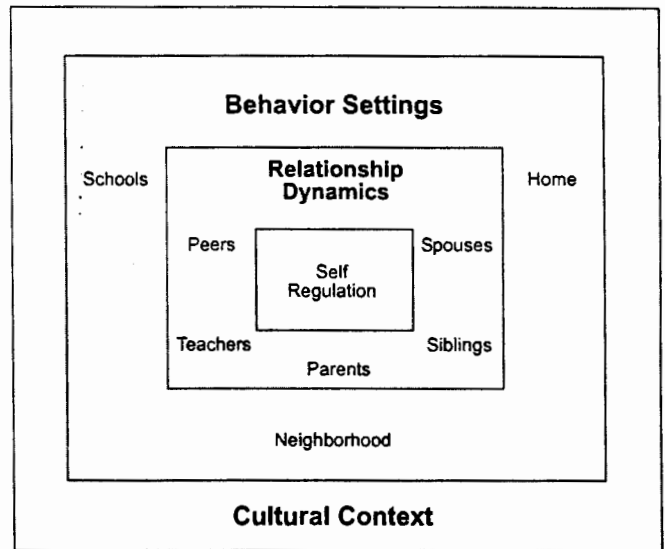 Behavior Settings
Schools
Relationship
Dynamics
Home
Peers
Spouses
Self
Regulation
Teachers
Siblings
Parents
Neighborhood
Cultural Context